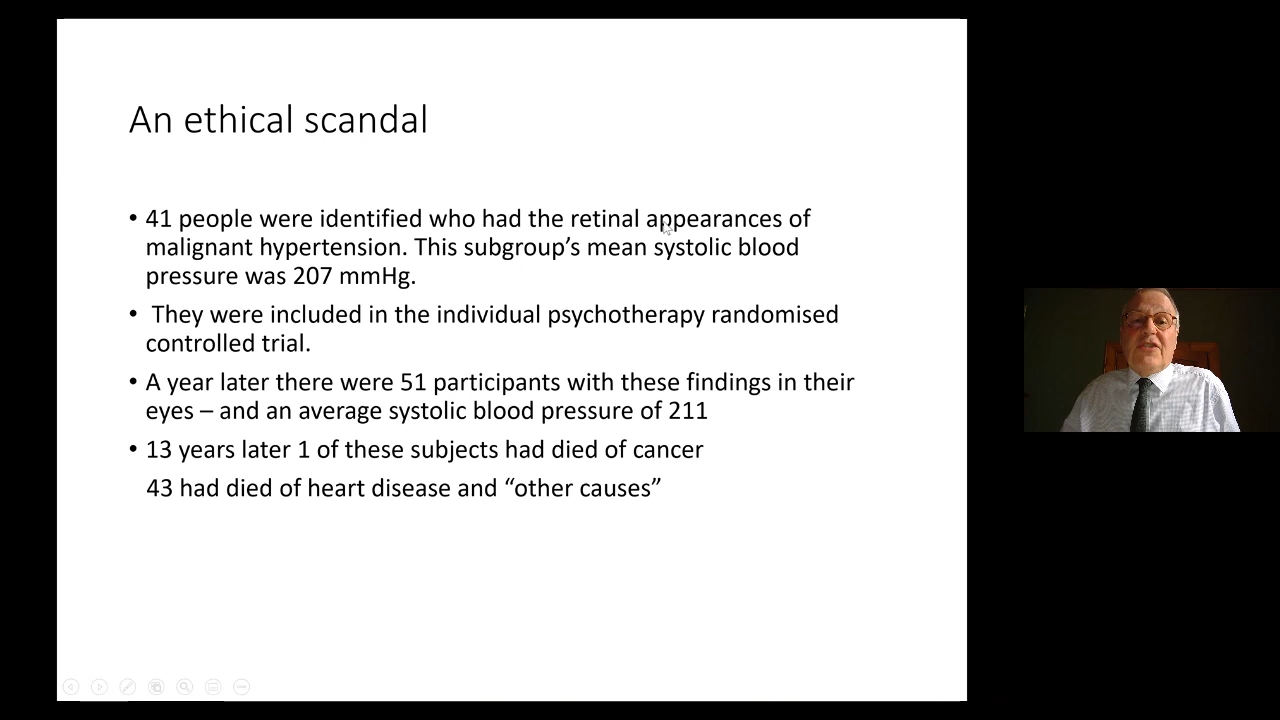 An ethical scandal
• 41 people were identified who had the retinal appearances of
malignant hypertension. This subgroup’s mean systolic blood
pressure was 207 mmHg.
• They were included in the individual psychotherapy randomised
controlled trial.
• A year later there were 51 participants with these findings in their
eyes – and an average systolic blood pressure of 211
• 13 years later 1 of these subjects had died of cancer
43 had died of heart disease and “other causes”